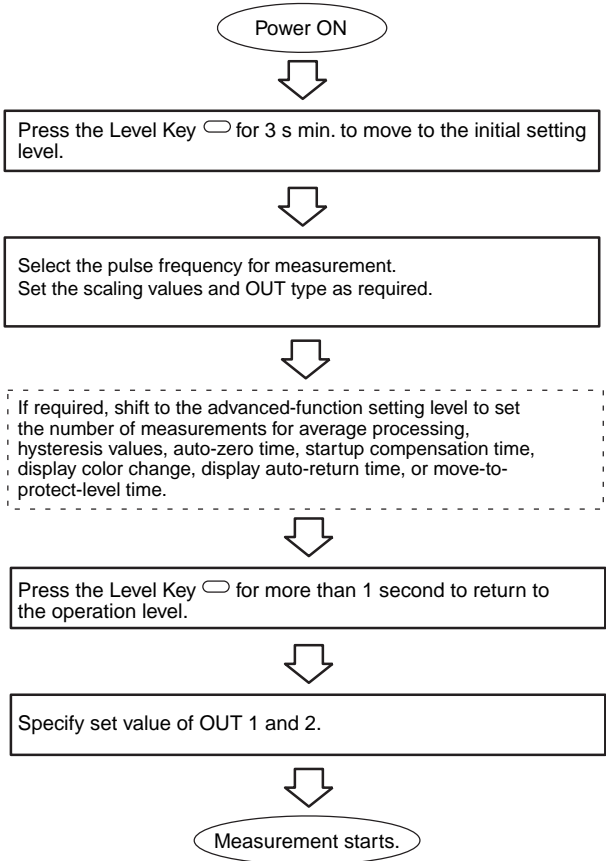 Power ON
Press the Level Key for 3 s min. to move to the initial setting
level.
Select the pulse frequency for measurement.
Set the scaling values and OUT type as required.
If required, shift to the advanced-function setting level to set
the number of measurements for average processing,
hysteresis values, auto-zero time, startup compensation time,
display color change, display auto-return time, or move-to-
protect-level time.
Press the Level Key for more than 1 second to return to
the operation level.
Specify set value of OUT 1 and 2.
Measurement starts.